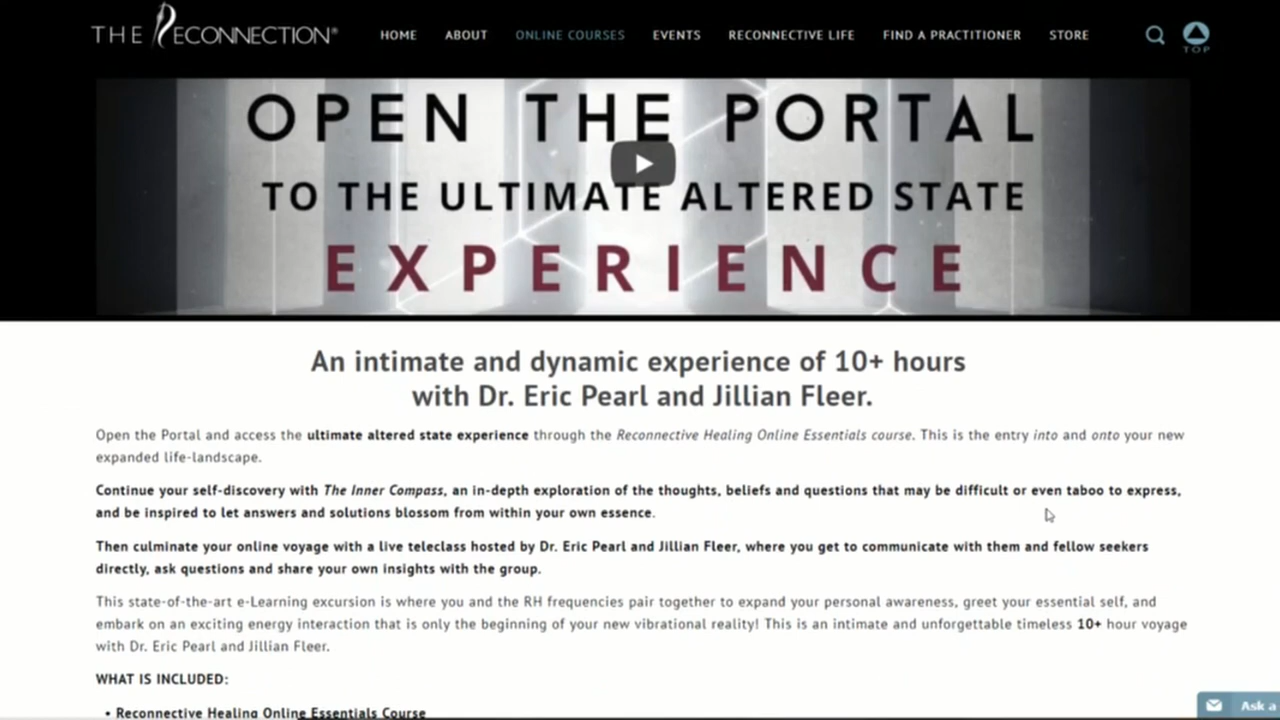 THE RECONNECTION®
HOME ABOUT ONLINE COURSES EVENTS RECONNECTIVE LIFE FIND A PRACTITIONER STORE
TOP
OPEN THE PORTAL
TO THE ULTIMATE ALTERED STATE
EXPERIENCE
An intimate and dynamic experience of 10+ hours
with Dr. Eric Pearl and Jillian Fleer.
Open the Portal and access the ultimate altered state experience through the Reconnective Healing Online Essentials course. This is the entry into and onto your new
expanded life-landscape.
Continue your self-discovery with The Inner Compass, an in-depth exploration of the thoughts, beliefs and questions that may be difficult or even taboo to express,
and be inspired to let answers and solutions blossom from within your own essence.
Then culminate your online voyage with a live teleclass hosted by Dr. Eric Pearl and Jillian Fleer, where you get to communicate with them and fellow seekers
directly, ask questions and share your own insights with the group.
This state-of-the-art e-Learning excursion is where you and the RH frequencies pair together to expand your personal awareness, greet your essential self, and
embark on an exciting energy interaction that is only the beginning of your new vibrational reality! This is an intimate and unforgettable timeless 10+ hour voyage
with Dr. Eric Pearl and Jillian Fleer.
WHAT IS INCLUDED:
• Reconnective Healing Online Essentials Course
Ask a